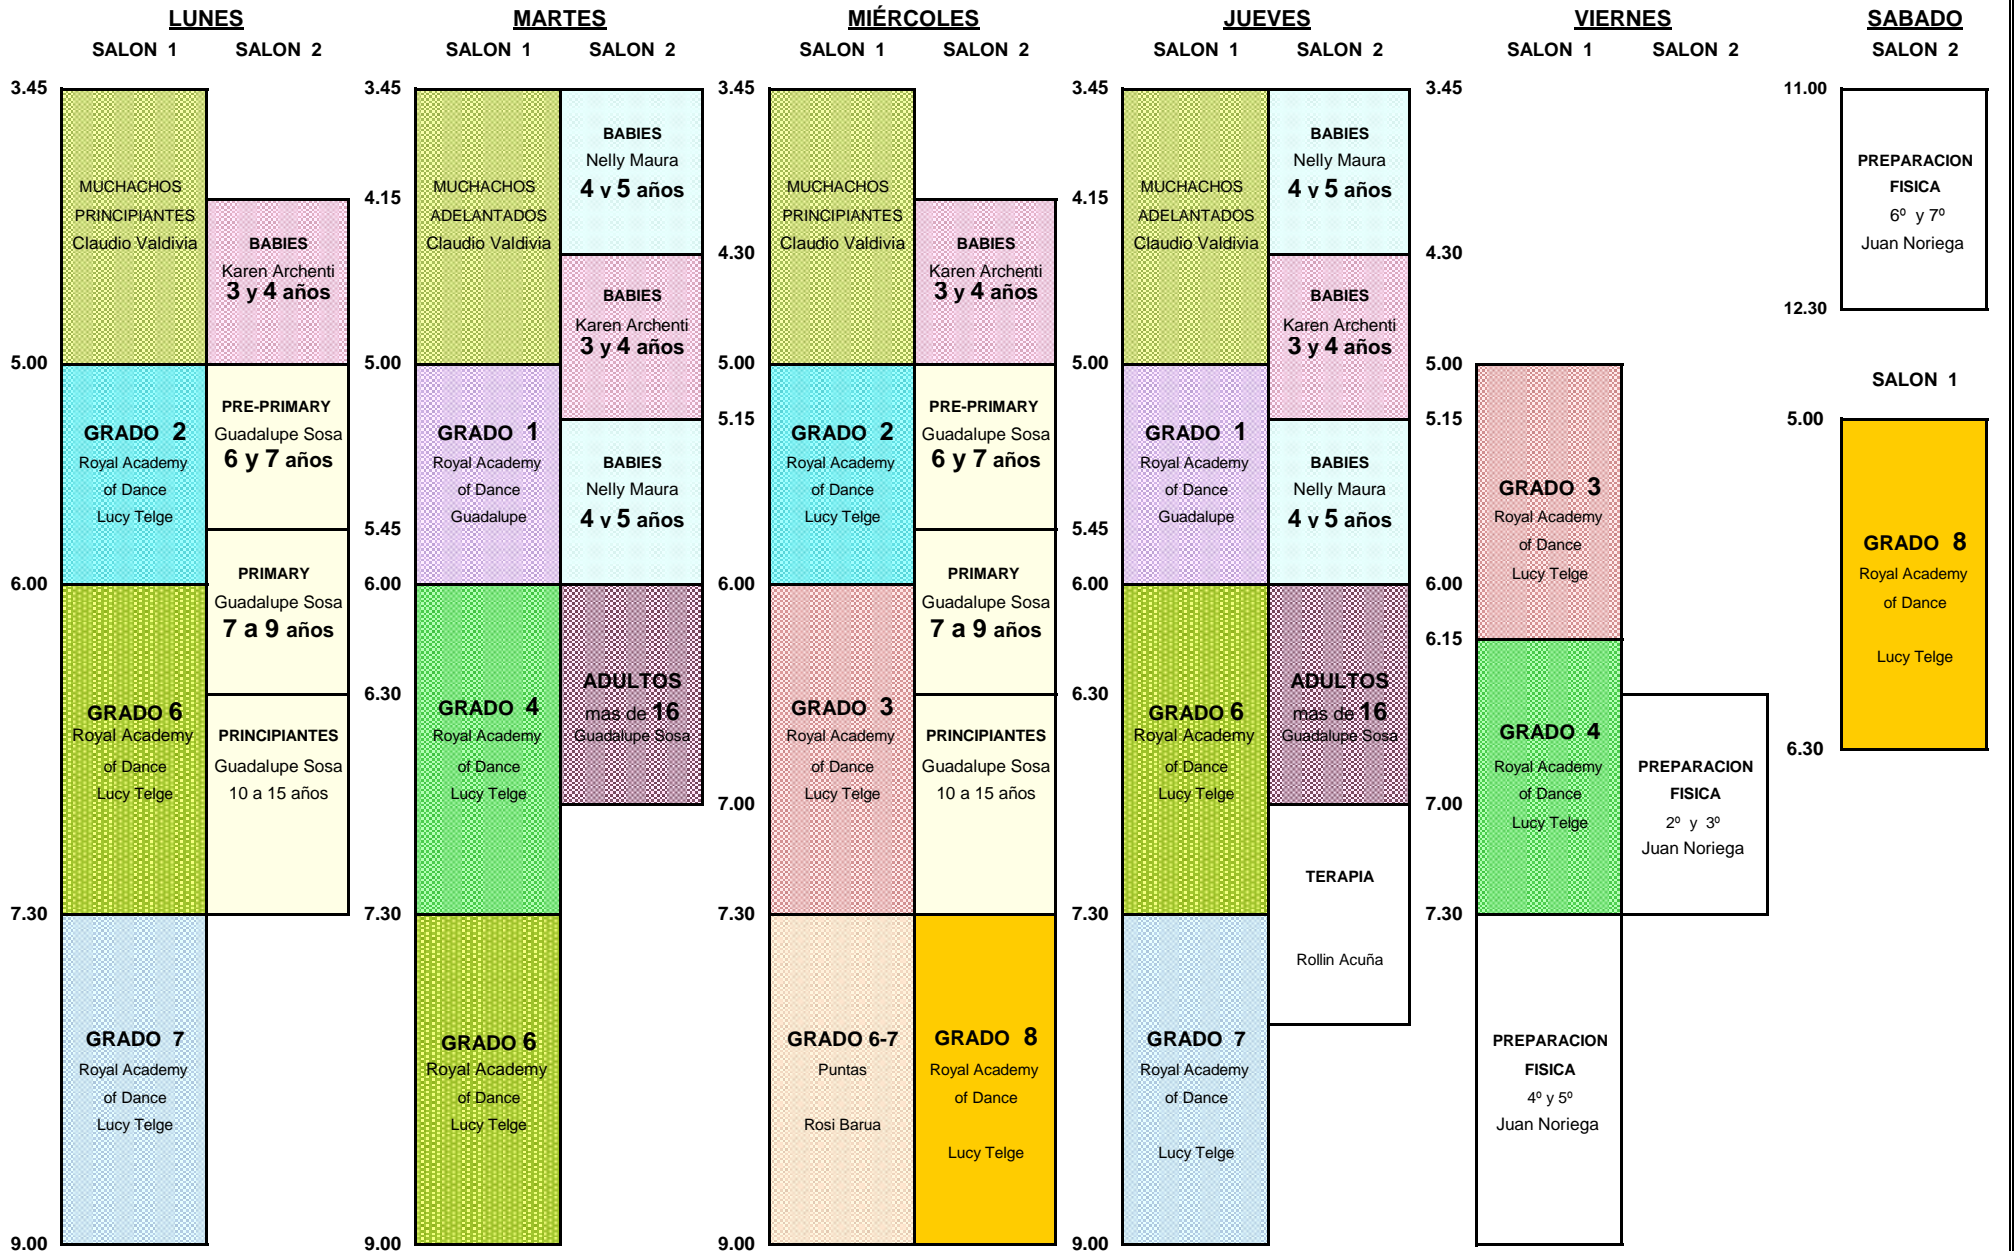 LUNES
SALON 1
SALON 2
3.45
MUCHACHOS
PRINCIPIANTES
Claudio Valdivia
BABIES
Karen Archenti
3 y 4 años
5.00
GRADO 2
Royal Academy
of Dance
Lucy Telge
PRE-PRIMARY
Guadalupe Sosa
6 y 7 años
PRIMARY
Guadalupe Sosa
7 a 9 años
6.00
GRADO 6
Royal Academy
of Dance
Lucy Telge
PRINCIPIANTES
Guadalupe Sosa
10 a 15 años
7.30
GRADO 7
Royal Academy
of Dance
Lucy Telge
9.00
MARTES
SALON 1
SALON 2
3.45
4.15
MUCHACHOS
ADELANTADOS
Claudio Valdivia
BABIES
Nelly Maura
4 y 5 años
BABIES
Karen Archenti
3 y 4 años
5.00
GRADO 1
Royal Academy
of Dance
Guadalupe
BABIES
Nelly Maura
4 y 5 años
5.45
6.00
GRADO 4
Royal Academy
of Dance
Lucy Telge
ADULTOS
mas de 16
Guadalupe Sosa
6.30
7.30
GRADO 6
Royal Academy
of Dance
Lucy Telge
9.00
MIÉRCOLES
SALON 1
SALON 2
3.45
4.30
MUCHACHOS
PRINCIPIANTES
Claudio Valdivia
BABIES
Karen Archenti
3 y 4 años
5.00
5.15
GRADO 2
Royal Academy
of Dance
Lucy Telge
PRE-PRIMARY
Guadalupe Sosa
6 y 7 años
PRIMARY
Guadalupe Sosa
7 a 9 años
6.00
GRADO 3
Royal Academy
of Dance
Lucy Telge
PRINCIPIANTES
Guadalupe Sosa
10 a 15 años
7.00
7.30
GRADO 6-7
Puntas
Rosi Barua
GRADO 8
Royal Academy
of Dance
Lucy Telge
9.00
JUEVES
SALON 1
SALON 2
3.45
4.15
MUCHACHOS
ADELANTADOS
Claudio Valdivia
BABIES
Nelly Maura
4 y 5 años
BABIES
Karen Archenti
3 y 4 años
5.00
GRADO 1
Royal Academy
of Dance
Guadalupe
BABIES
Nelly Maura
4 y 5 años
5.45
6.00
GRADO 6
Royal Academy
of Dance
Lucy Telge
ADULTOS
mas de 16
Guadalupe Sosa
6.30
TERAPIA
Rollin Acuña
7.30
GRADO 7
Royal Academy
of Dance
Lucy Telge
9.00
VIERNES
SALON 1
SALON 2
3.45
4.30
5.00
5.15
GRADO 3
Royal Academy
of Dance
Lucy Telge
6.00
6.15
GRADO 4
Royal Academy
of Dance
Lucy Telge
PREPARACION
FISICA
2º y 3º
Juan Noriega
7.00
7.30
PREPARACION
FISICA
4º y 5º
Juan Noriega
SABADO
SALON 2
11.00
PREPARACION
FISICA
6º y 7º
Juan Noriega
12.30
SALON 1
5.00
GRADO 8
Royal Academy
of Dance
Lucy Telge
6.30